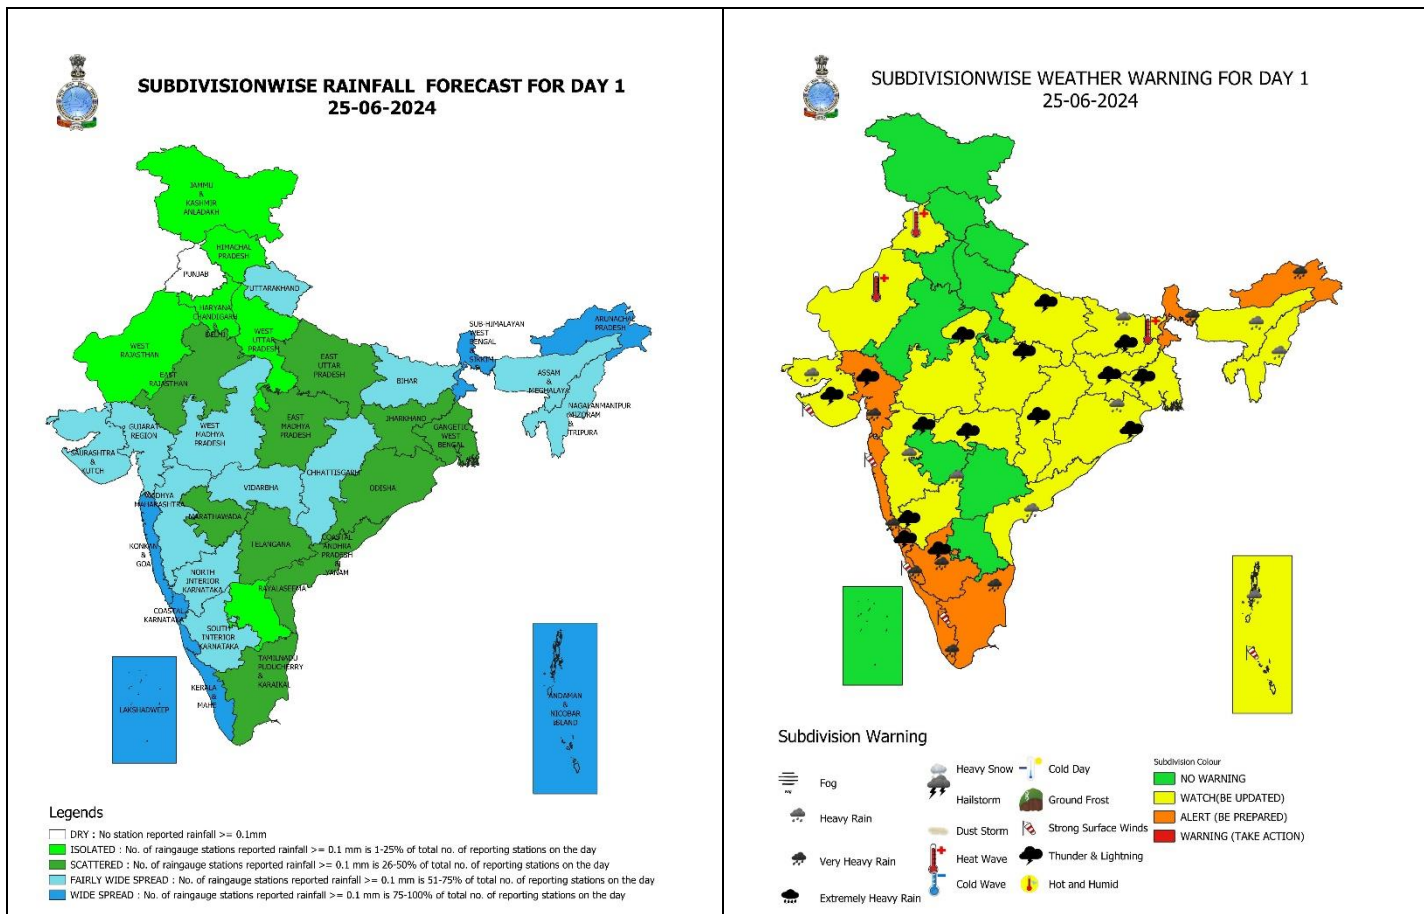 SUBDIVISIONWISE RAINFALL FORECAST FOR DAY 1
25-06-2024
JAMMU
&
KASHMIR
ANLADAKH
HIMACHAL
PRADESH
PUNJAB
UTTARAKHAND
HARYANA
CHANDIGARH
DELHI
WEST
UTTAR
PRADESH
WEST
RAJASTHAN
EAST
RAJASTHAN
EAST
UTTAR
PRADESH
SUB-HIMALAYAN
WEST
BENGAL
&
SIKKIM
ARUNACHAL
PRADESH
BIHAR
ASSAM
&
MEGHALAYA
NAGALANMANIPUR
MIZORAM
&
TRIPURA
GUJARAT
REGION
WEST
MADHYA
PRADESH
EAST
MADHYA
PRADESH
JHARKHAND
GANGETIC
WEST
BENGAL
SAURASHTRA
&
KUTCH
CHHATTISGARH
VIDARBHA
ODISHA
MADHYA
MAHARASHTRA
MARATHAWADA
KONKAN
&
GOA
TELANGANA
COASTAL
ANDHRA
PRADESH
&
YANAM
NORTH
INTERIOR
KARNATAKA
RAYALASEEMA
COASTAL
KARNATAKA
SOUTH
INTERIOR
KARNATAKA
TAMILNADU
PUDUCHERRY
&
KARAIKAL
KERALA
&
MAHE
LAKSHADWEEP
ANDAMAN
&
NICOBAR
ISLAND
Legends
DRY : No station reported rainfall >= 0.1mm
ISOLATED : No. of raingauge stations reported rainfall >= 0.1 mm is 1-25% of total no. of reporting stations on the day
SCATTERED : No. of raingauge stations reported rainfall >= 0.1 mm is 26-50% of total no. of reporting stations on the day
FAIRLY WIDE SPREAD : No. of raingauge stations reported rainfall >= 0.1 mm is 51-75% of total no. of reporting stations on the day
WIDE SPREAD : No. of raingauge stations reported rainfall >= 0.1 mm is 75-100% of total no. of reporting stations on the day
SUBDIVISIONWISE WEATHER WARNING FOR DAY 1
25-06-2024
Subdivision Warning
Fog
Heavy Rain
Very Heavy Rain
Extremely Heavy Rain
Heavy Snow
Hailstorm
Dust Storm
Heat Wave
Cold Wave
Cold Day
Ground Frost
Strong Surface Winds
Thunder & Lightning
Hot and Humid
Subdivision Colour
NO WARNING
WATCH(BE UPDATED)
ALERT (BE PREPARED)
WARNING (TAKE ACTION)